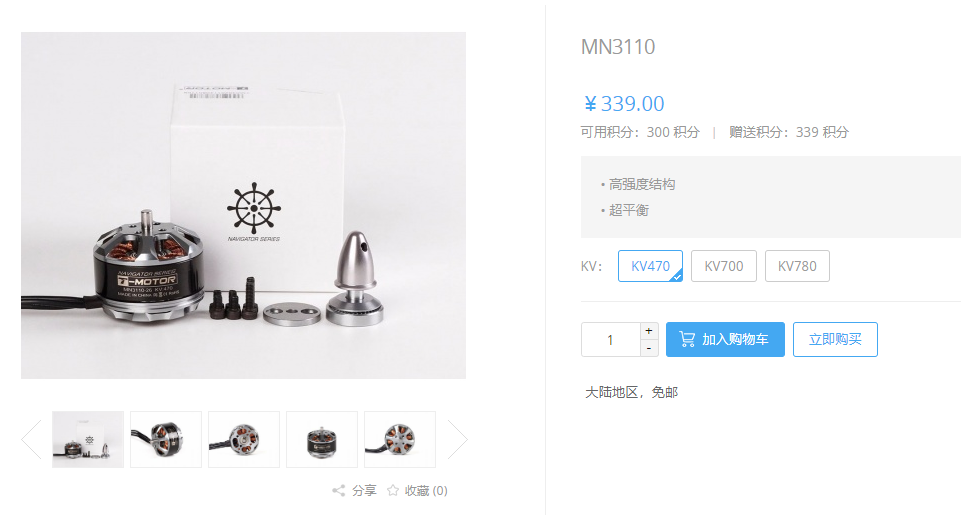 MN3110
￥339.00
可用积分：300 积分 | 赠送积分：339 积分
• 高强度结构
• 超平衡
KV： KV470 KV700 KV780
1 + -
加入购物车 立即购买
大陆地区，免邮
NAVIGATOR SERIES
NAVIGATOR SERIES
T-MOTOR
MN3110-26 KV 470
MADE IN CHINA
分享 收藏 (0)